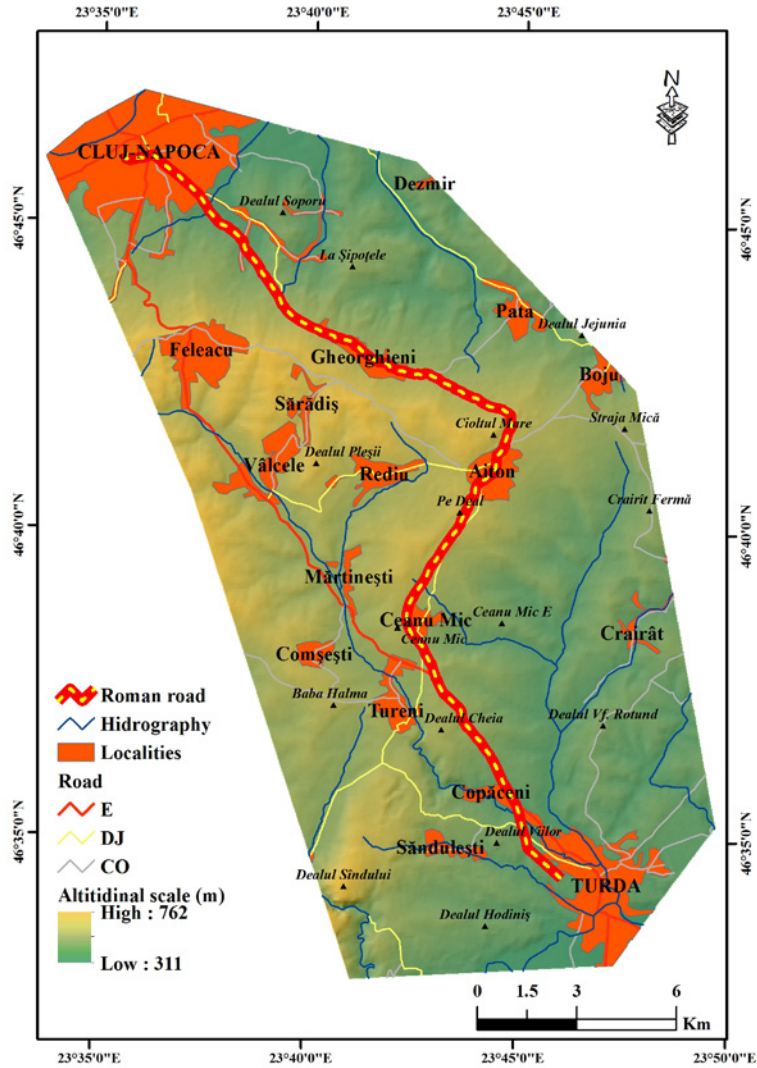 23°35'0"E
23°40'0"E
23°45'0"E
N
CLUJ-NAPOCA
Dezmir
Dealul Soporu
46°45'0"N
46°45'0"N
La Şipoţele
Pata
Dealul Jejunia
Feleacu
Gheorghieni
Boju
Sărădiş
Straja Mică
Cioltul Mare
Dealul Pleşii
Vâlcele
Rediu
Aiton
Pe Deal
Crairît Fermă
46°40'0"N
46°40'0"N
Mărtineşti
Ceanu Mic E
Ceanu Mic
Ceanu Mic
Crairât
Comşeşti
Baba Halma
Roman road
Tureni
Dealul Cheia
Dealul Vf. Rotund
Hidrography
Localities
Road
E
Copăceni
DJ
46°35'0"N
Dealul Viilor
46°35'0"N
Sănduleşti
CO
Dealul Sîndului
TURDA
Altitidinal scale (m)
High : 762
Dealul Hodiniş
Low : 311
0 1.5 3 6
Km
23°35'0"E
23°40'0"E
23°45'0"E
23°50'0"E